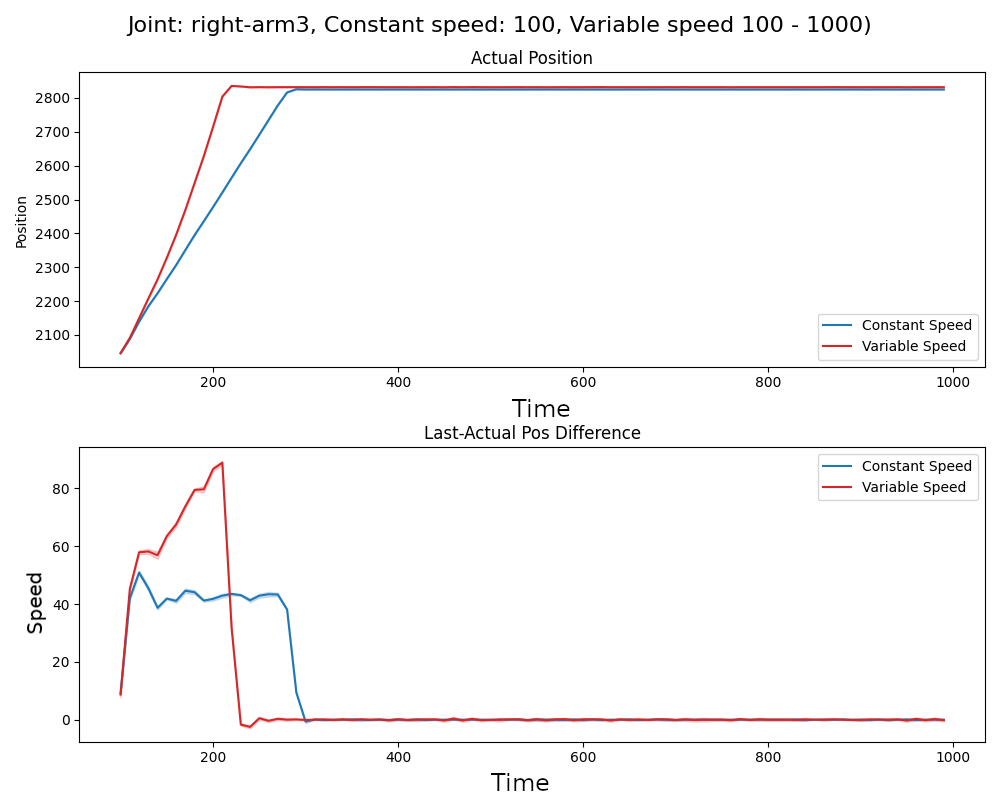 Joint: right-arm3, Constant speed: 100, Variable speed 100 - 1000)
Actual Position
Position
2800
2700
2600
2500
2400
2300
2200
2100
Constant Speed
Variable Speed
200 400 600 800 1000
Time
Last-Actual Pos Difference
Speed
80
60
40
20
0
Constant Speed
Variable Speed
200 400 600 800 1000
Time